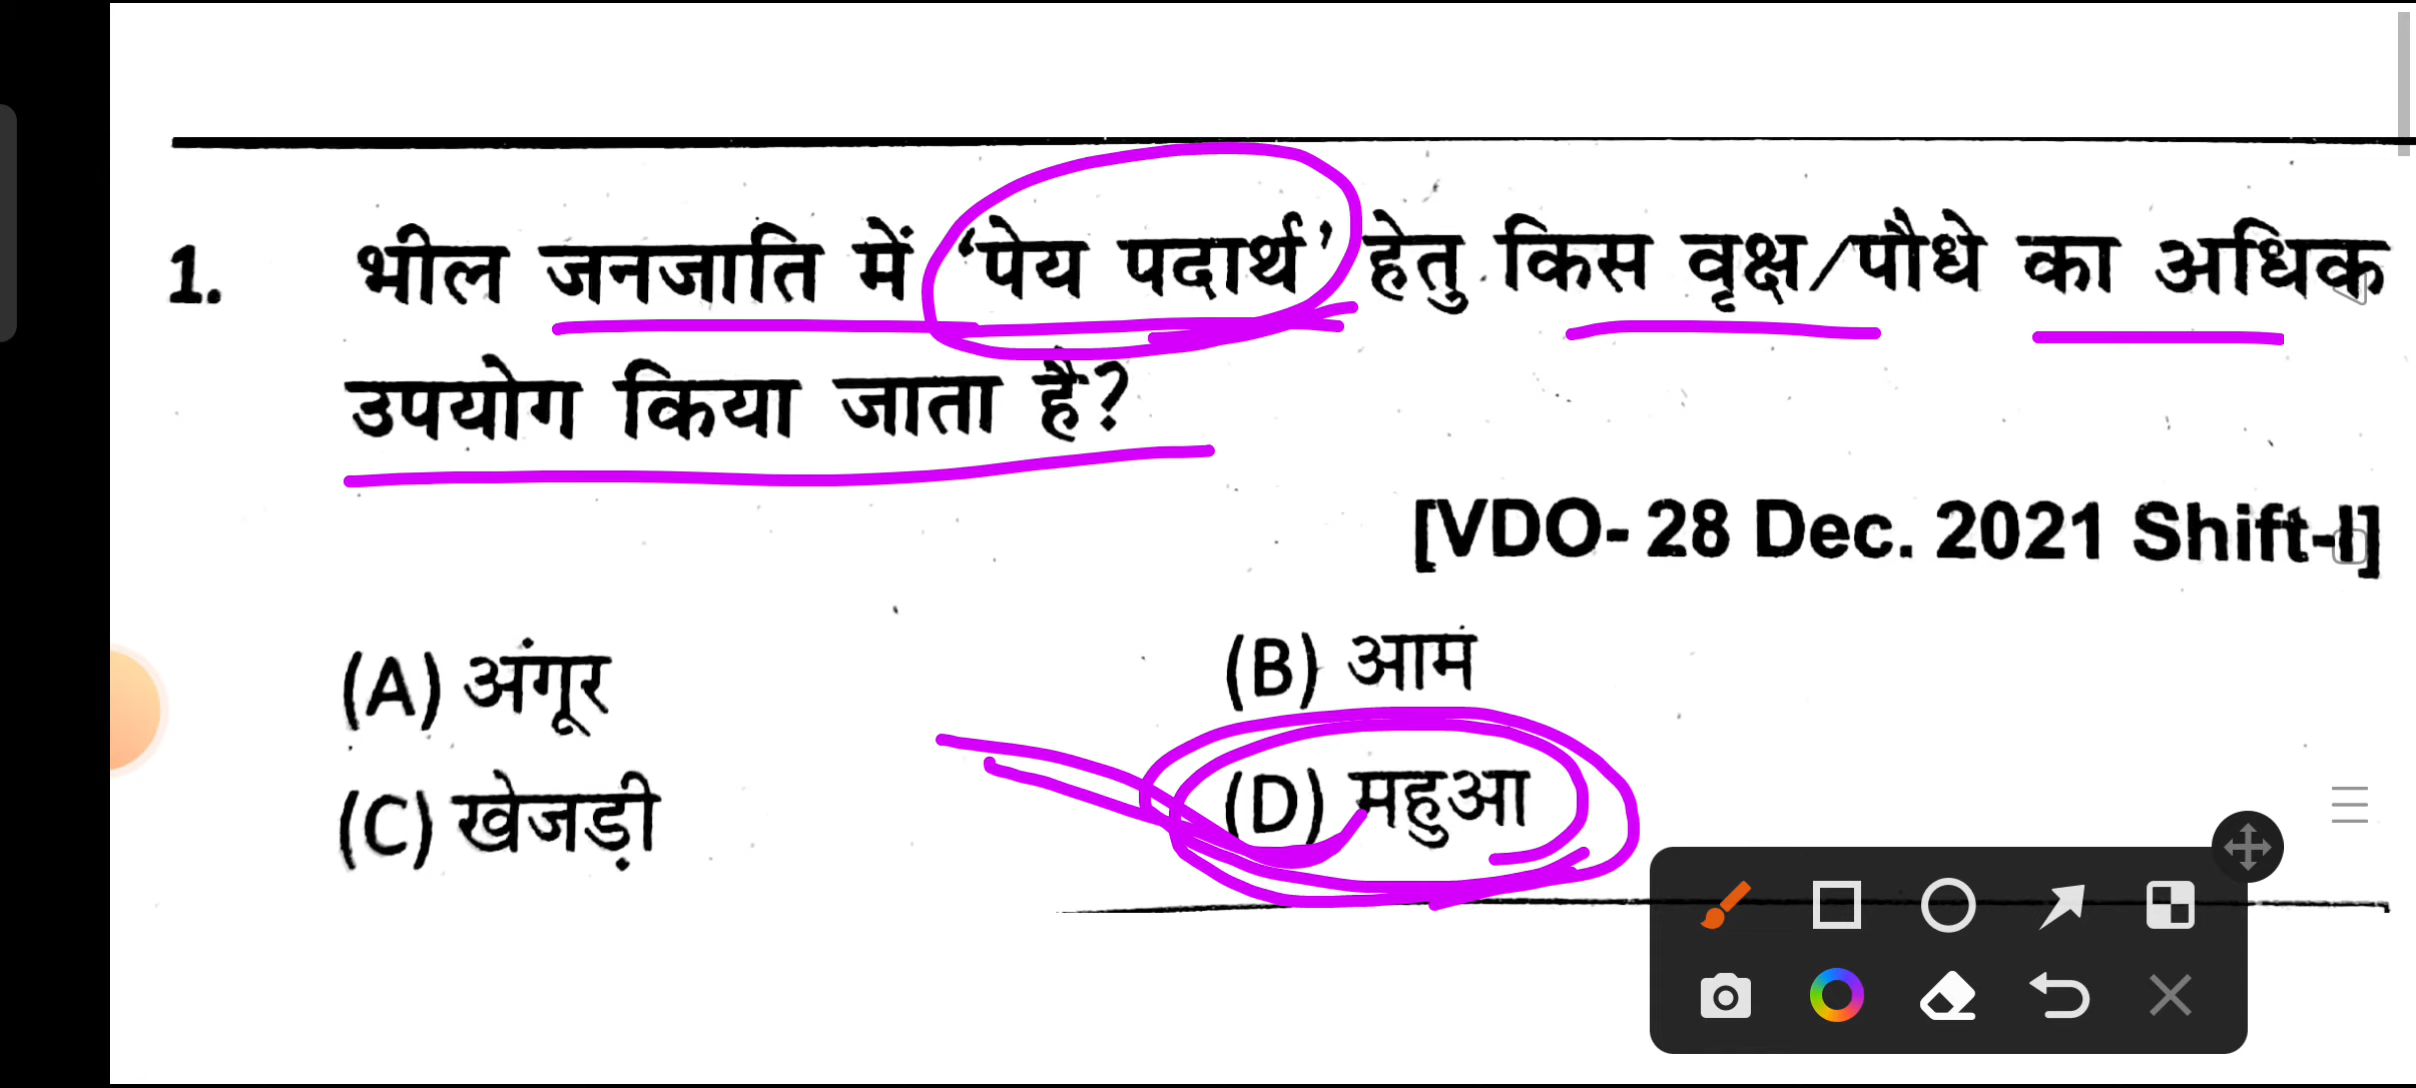 1. भील जनजाति में ‘पेय पदार्थ’ हेतु किस वृक्ष/पौधे का अधिक
उपयोग किया जाता है?
[VDO- 28 Dec. 2021 Shift-I]
(A) अंगूर (B) आम
(C) खेजड़ी (D) महुआ